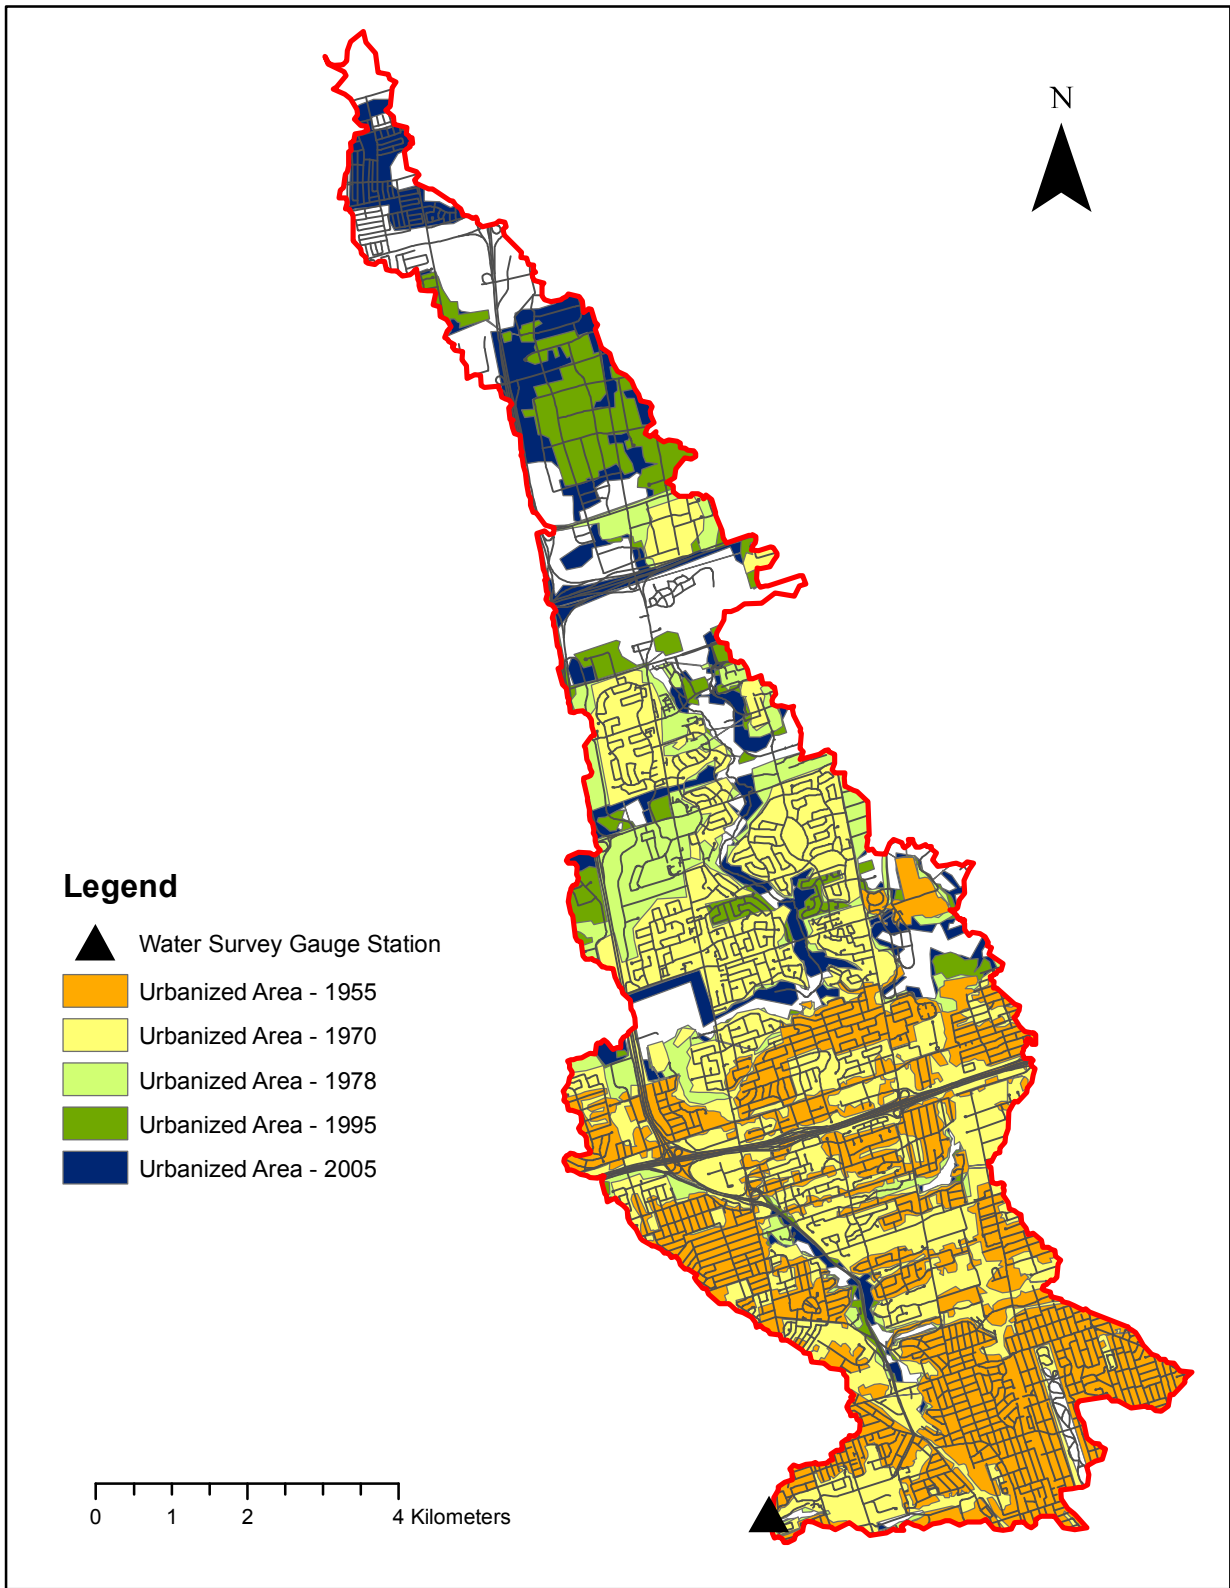 N
Legend
Water Survey Gauge Station
Urbanized Area - 1955
Urbanized Area - 1970
Urbanized Area - 1978
Urbanized Area - 1995
Urbanized Area - 2005
0 1 2 4 Kilometers